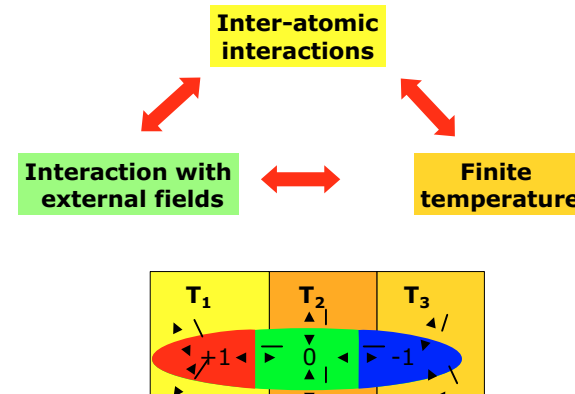 Inter-atomic
interactions
Interaction with
external fields
Finite
temperature
T₁ T₂ T₃
+1 0 -1